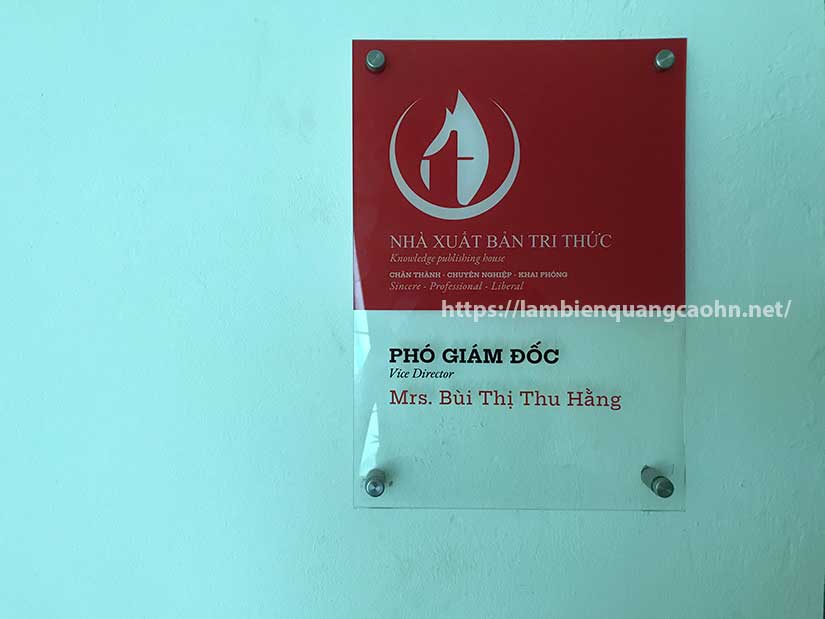 NHÀ XUẤT BẢN TRI THỨC
Knowledge publishing house
CHÂN THÀNH - CHUYÊN NGHIỆP - KHAI PHÓNG
Sincere - Professional - Liberal
https://lambienquangcaohn.net/
PHÓ GIÁM ĐỐC
Vice Director
Mrs. Bùi Thị Thu Hằng